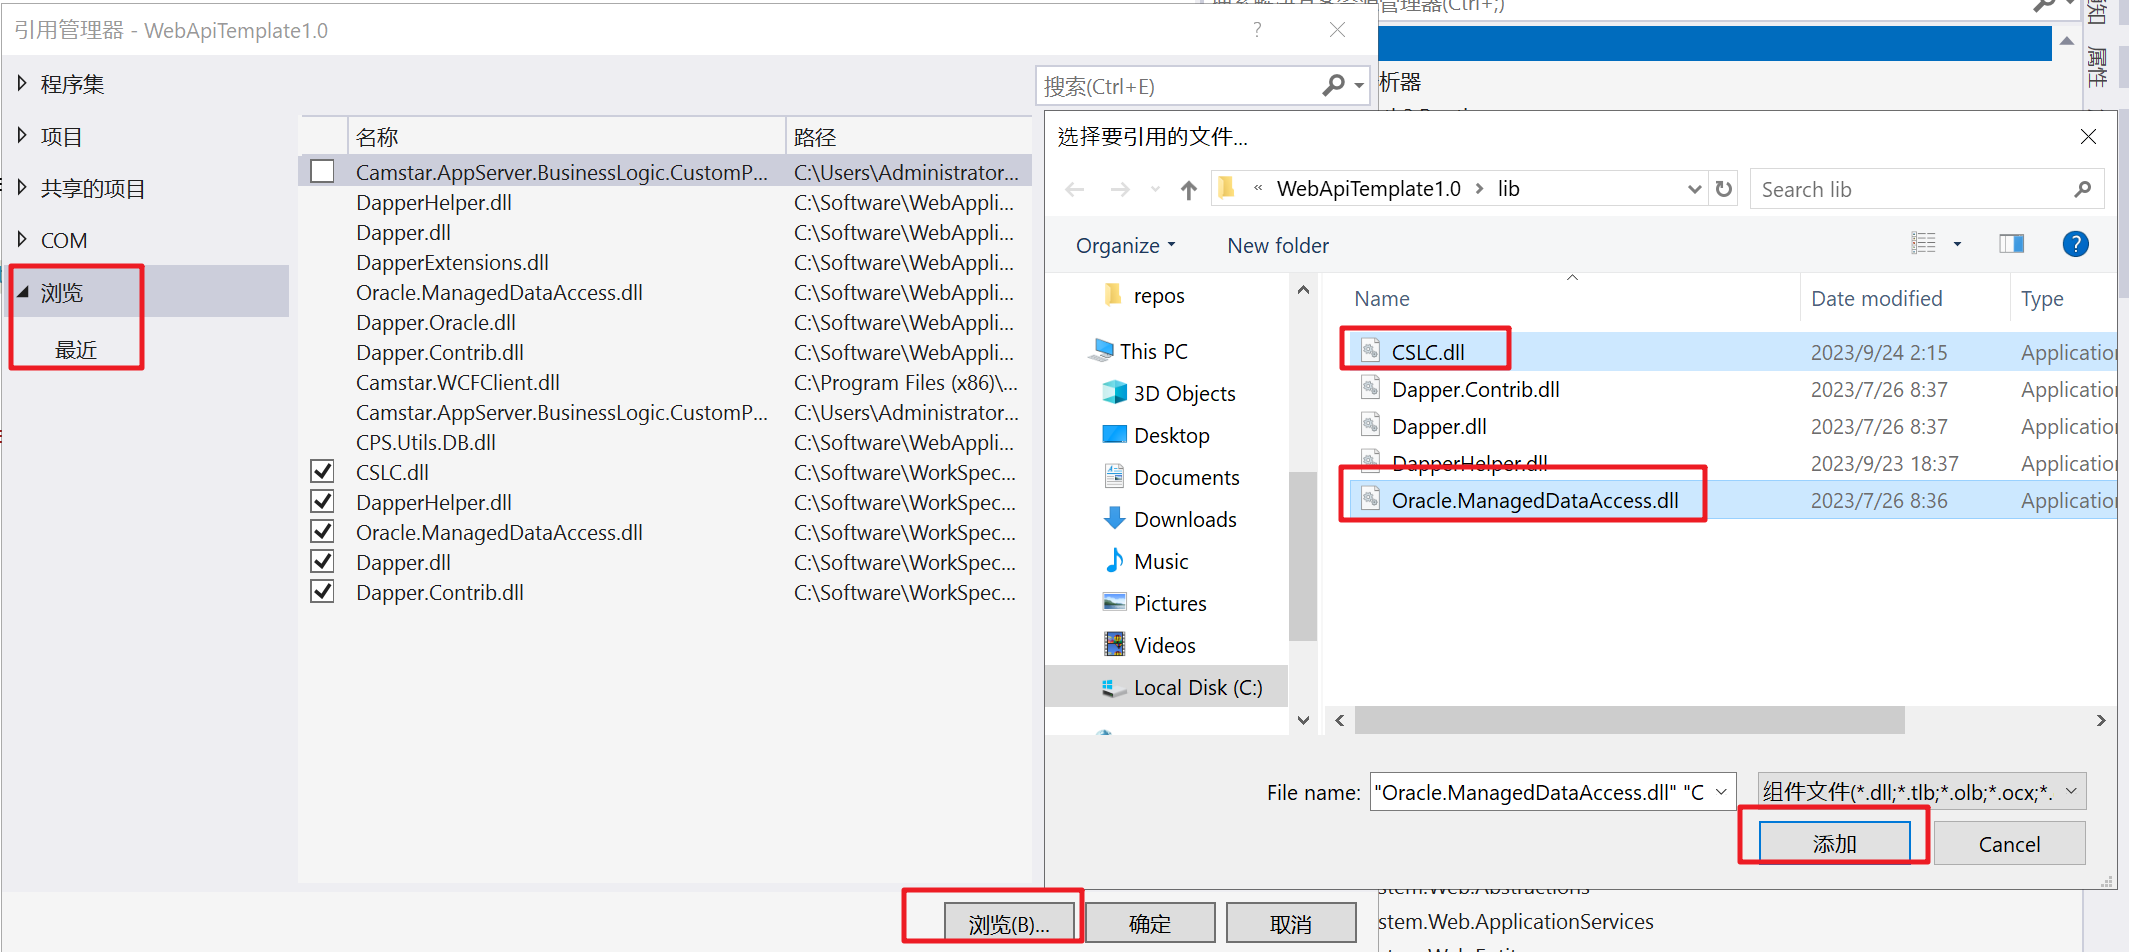 引用管理器 - WebApiTemplate1.0
?
程序集
项目
共享的项目
COM
浏览
最近
搜索(Ctrl+E)
名称 路径
Camstar.AppServer.BusinessLogic.CustomP... C:\Users\Administrator...
DapperHelper.dll C:\Software\WebAppli...
Dapper.dll C:\Software\WebAppli...
DapperExtensions.dll C:\Software\WebAppli...
Oracle.ManagedDataAccess.dll C:\Software\WebAppli...
Dapper.Oracle.dll C:\Software\WebAppli...
Dapper.Contrib.dll C:\Software\WebAppli...
Camstar.WCFClient.dll C:\Program Files (x86)\...
Camstar.AppServer.BusinessLogic.CustomP... C:\Users\Administrator...
CPS.Utils.DB.dll C:\Software\WebAppli...
CSLC.dll C:\Software\WorkSpec...
DapperHelper.dll C:\Software\WorkSpec...
Oracle.ManagedDataAccess.dll C:\Software\WorkSpec...
Dapper.dll C:\Software\WorkSpec...
Dapper.Contrib.dll C:\Software\WorkSpec...
浏览(B)... 确定 取消
管理器(Ctrl+;)
析器
属性
选择要引用的文件...
« WebApiTemplate1.0 › lib
Search lib
Organize New folder
?
repos
This PC
3D Objects
Desktop
Documents
Downloads
Music
Pictures
Videos
Local Disk (C:)
Name Date modified Type
CSLC.dll 2023/9/24 2:15 Applicatio
Dapper.Contrib.dll 2023/7/26 8:37 Applicatio
Dapper.dll 2023/7/26 8:37 Applicatio
DapperHelper.dll 2023/9/23 18:37 Applicatio
Oracle.ManagedDataAccess.dll 2023/7/26 8:36 Applicatio
File name: "Oracle.ManagedDataAccess.dll" "C
组件文件(*.dll;*.tlb;*.olb;*.ocx;*.
添加 Cancel
stem.Web.Abstractions
stem.Web.ApplicationServices